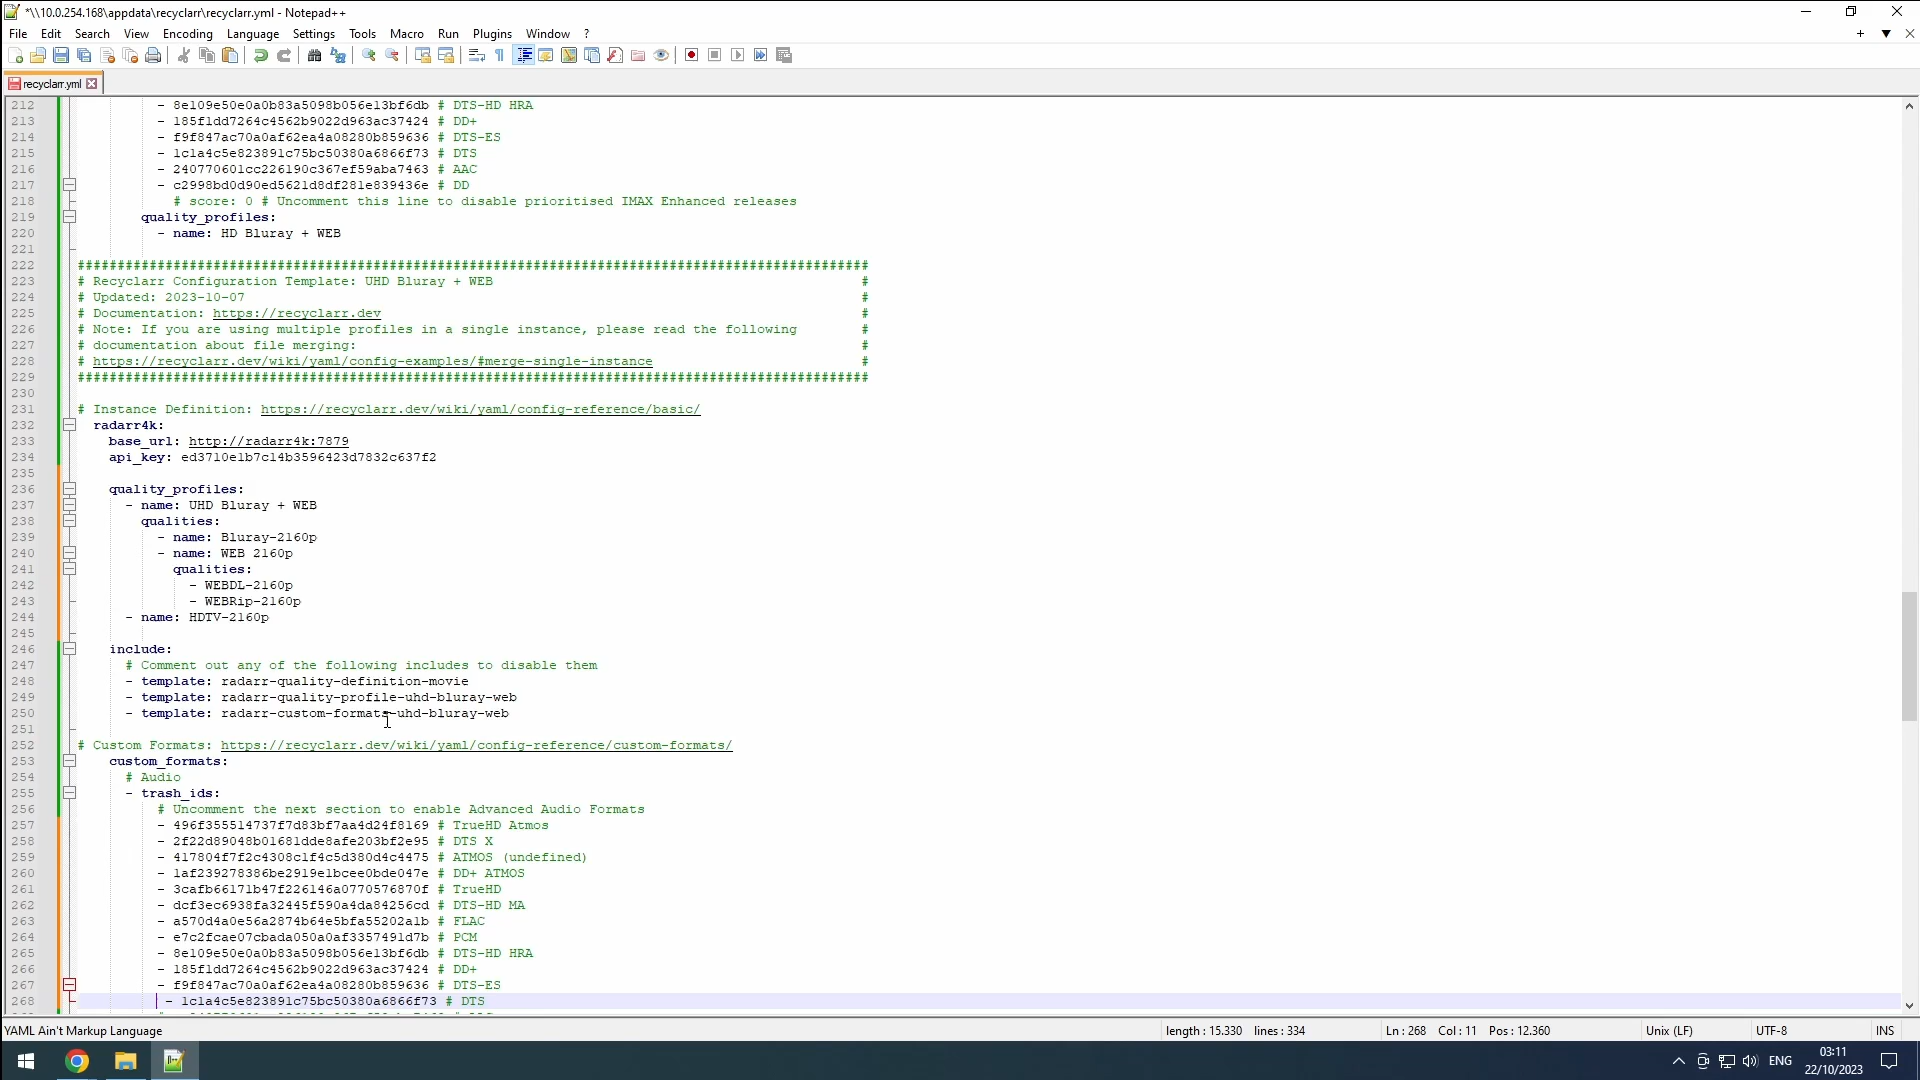 *\\10.0.254.168\appdata\recyclarr\recyclarr.yml - Notepad++
File Edit Search View Encoding Language Settings Tools Macro Run Plugins Window ?
recyclarr.yml
212 - 8e109e50e0a0b83a5098b056e13bf6db # DTS-HD HRA
213 - 185f1dd7264c4562b9022d963ac37424 # DD+
214 - f9f847ac70a0af62ea4a08280b859636 # DTS-ES
215 - 1c1a4c5e823891c75bc50380a6866f73 # DTS
216 - 240770601cc226190c367ef59aba7463 # AAC
217 - c2998bd0d90ed5621d8df281e839436e # DD
218 # score: 0 # Uncomment this line to disable prioritised IMAX Enhanced releases
219 quality_profiles:
220 - name: HD Bluray + WEB
221
222 ###################################################################################################
223 # Recyclarr Configuration Template: UHD Bluray + WEB #
224 # Updated: 2023-10-07 #
225 # Documentation: https://recyclarr.dev #
226 # Note: If you are using multiple profiles in a single instance, please read the following #
227 # documentation about file merging: #
228 # https://recyclarr.dev/wiki/yaml/config-examples/#merge-single-instance #
229 ###################################################################################################
230
231 # Instance Definition: https://recyclarr.dev/wiki/yaml/config-reference/basic/
232 radarr4k:
233 base_url: http://radarr4k:7879
234 api_key: ed3710e1b7c14b3596423d7832c637f2
235
236 quality_profiles:
237 - name: UHD Bluray + WEB
238 qualities:
239 - name: Bluray-2160p
240 - name: WEB 2160p
241 qualities:
242 - WEBDL-2160p
243 - WEBRip-2160p
244 - name: HDTV-2160p
245
246 include:
247 # Comment out any of the following includes to disable them
248 - template: radarr-quality-definition-movie
249 - template: radarr-quality-profile-uhd-bluray-web
250 - template: radarr-custom-formats-uhd-bluray-web
251
252 # Custom Formats: https://recyclarr.dev/wiki/yaml/config-reference/custom-formats/
253 custom_formats:
254 # Audio
255 - trash_ids:
256 # Uncomment the next section to enable Advanced Audio Formats
257 - 496f355514737f7d83bf7aa4d24f8169 # TrueHD Atmos
258 - 2f22d89048b01681dde8afe203bf2e95 # DTS X
259 - 417804f7f2c4308c1f4c5d380d4c4475 # ATMOS (undefined)
260 - 1af239278386be2919e1bcee0bde047e # DD+ ATMOS
261 - 3cafb66171b47f226146a0770576870f # TrueHD
262 - dcf3ec6938fa32445f590a4da84256cd # DTS-HD MA
263 - a570d4a0e56a2874b64e5bfa55202a1b # FLAC
264 - e7c2fcae07cbada050a0af3357491d7b # PCM
265 - 8e109e50e0a0b83a5098b056e13bf6db # DTS-HD HRA
266 - 185f1dd7264c4562b9022d963ac37424 # DD+
267 - f9f847ac70a0af62ea4a08280b859636 # DTS-ES
268 - 1c1a4c5e823891c75bc50380a6866f73 # DTS
YAML Ain't Markup Language length : 15.330 lines : 334 Ln : 268 Col : 11 Pos : 12.360 Unix (LF) UTF-8 INS
ENG 03:11
22/10/2023